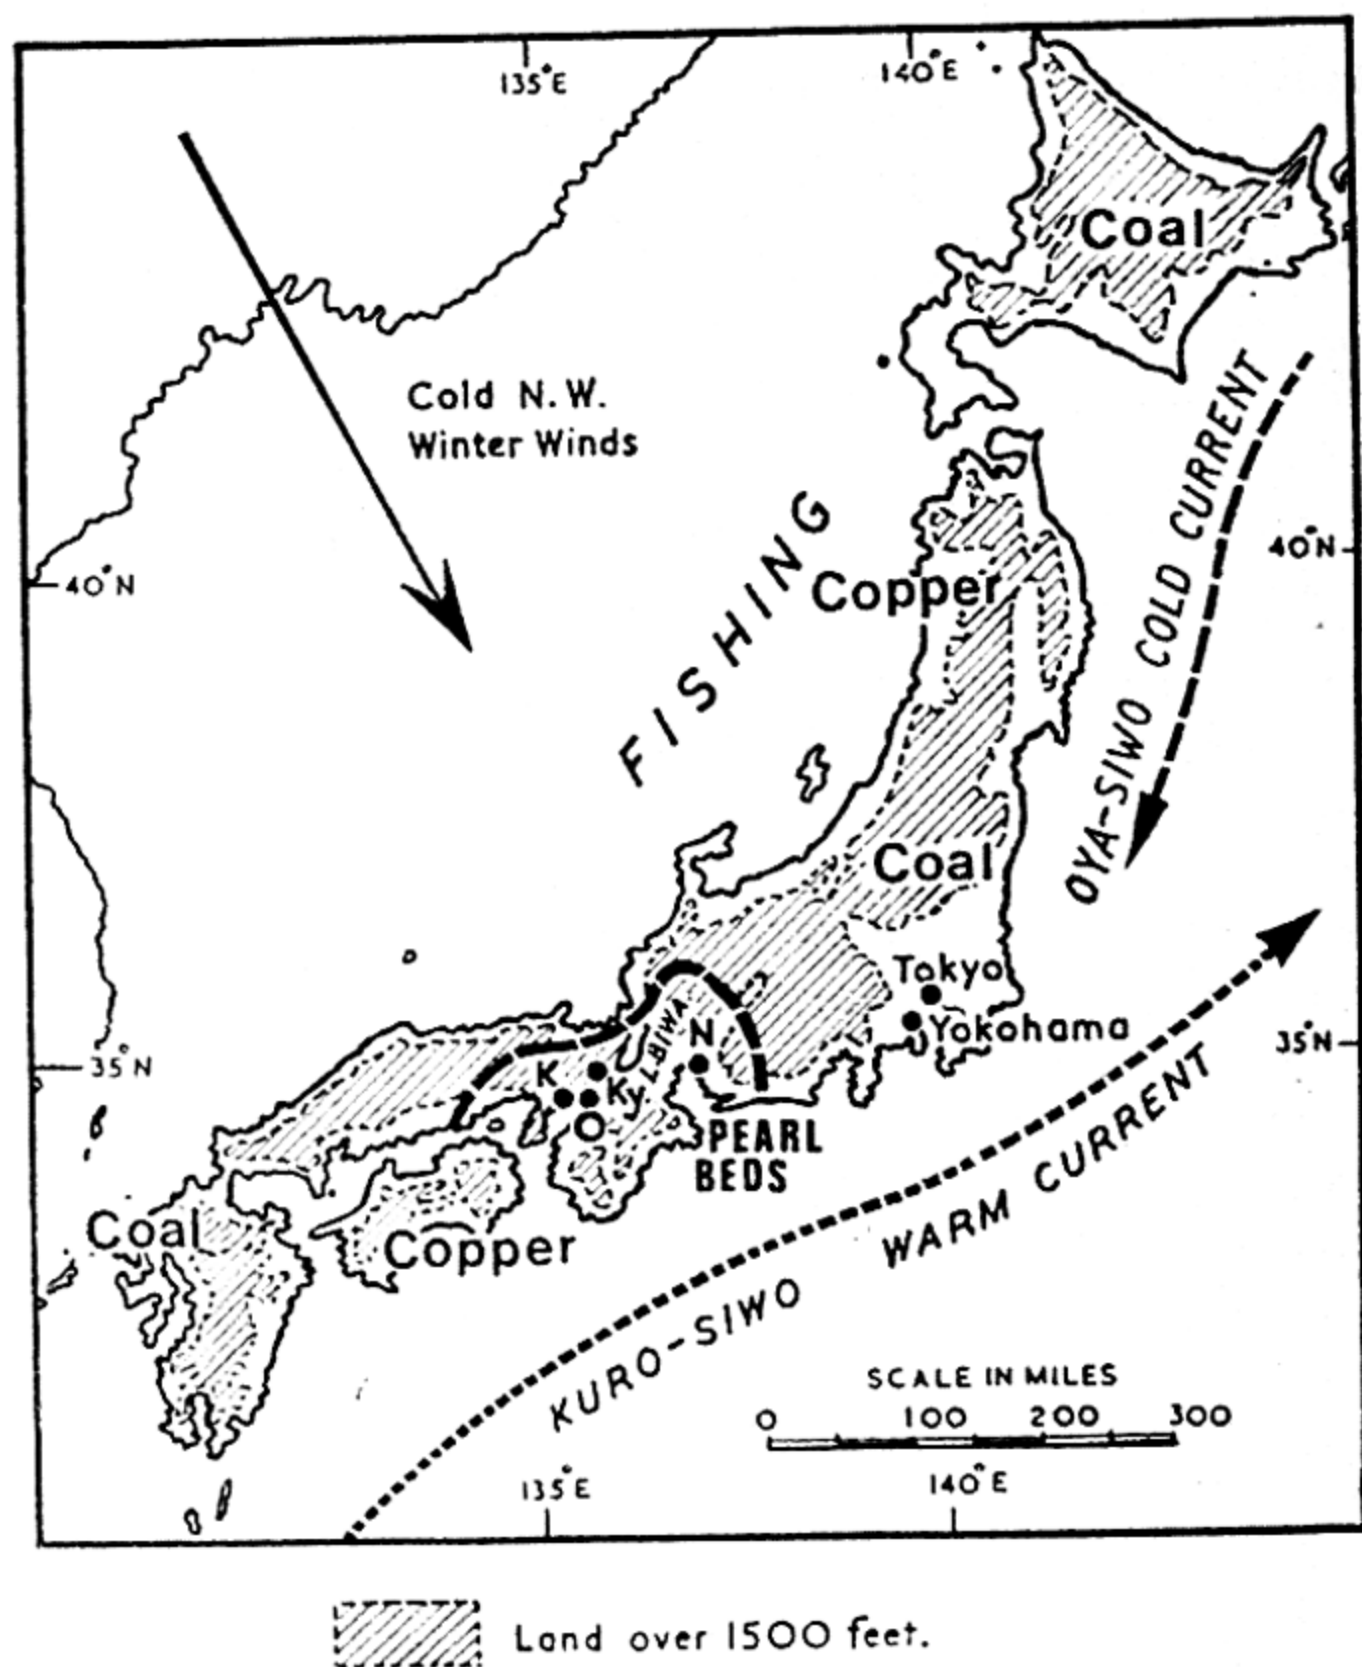 135°E
140°E
Coal
Cold N.W.
Winter Winds
OYA-SIWO COLD CURRENT
FISHING
40°N
40°N
Copper
Coal
Tokyo
Yokohama
L.BIWA
N
35°N
35°N
K
Ky
O
PEARL
BEDS
Coal
Copper
KURO-SIWO WARM CURRENT
SCALE IN MILES
0 100 200 300
135°E
140°E
Land over 1500 feet.